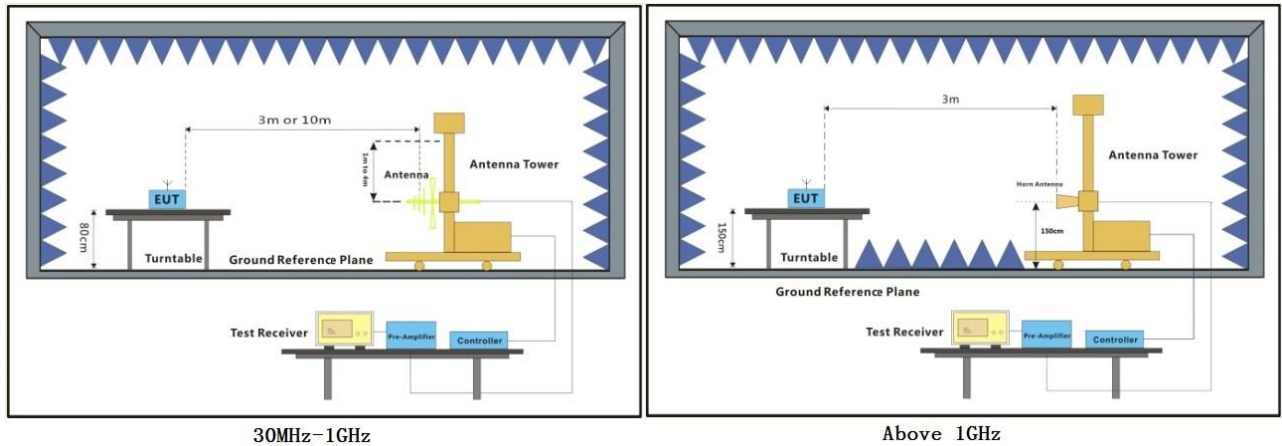 3m or 10m
1m to 4m
Antenna Tower
Antenna
EUT
80cm
Turntable
Ground Reference Plane
Test Receiver
Pre-Amplifier
Controller
30MHz-1GHz
3m
Antenna Tower
Horn Antenna
EUT
150cm
150cm
Turntable
Ground Reference Plane
Test Receiver
Pre-Amplifier
Controller
Above 1GHz